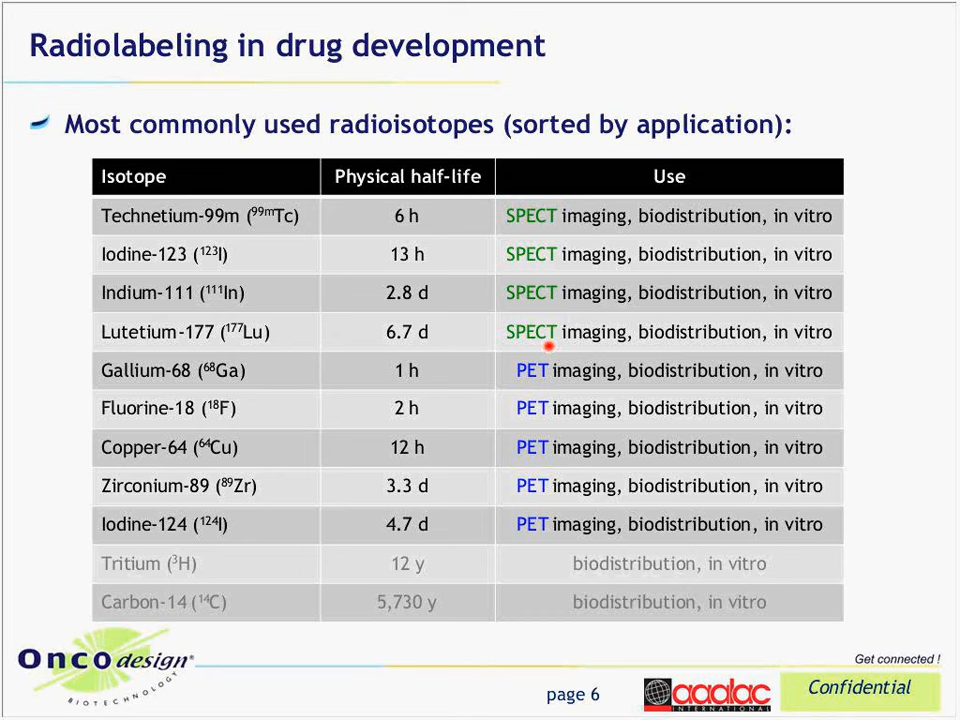 Radiolabeling in drug development
Most commonly used radioisotopes (sorted by application):
Isotope Physical half-life Use
Technetium-99m (⁹⁹ᵐTc) 6 h SPECT imaging, biodistribution, in vitro
Iodine-123 (¹²³I) 13 h SPECT imaging, biodistribution, in vitro
Indium-111 (¹¹¹In) 2.8 d SPECT imaging, biodistribution, in vitro
Lutetium-177 (¹⁷⁷Lu) 6.7 d SPECT imaging, biodistribution, in vitro
Gallium-68 (⁶⁸Ga) 1 h PET imaging, biodistribution, in vitro
Fluorine-18 (¹⁸F) 2 h PET imaging, biodistribution, in vitro
Copper-64 (⁶⁴Cu) 12 h PET imaging, biodistribution, in vitro
Zirconium-89 (⁸⁹Zr) 3.3 d PET imaging, biodistribution, in vitro
Iodine-124 (¹²⁴I) 4.7 d PET imaging, biodistribution, in vitro
Tritium (³H) 12 y biodistribution, in vitro
Carbon-14 (¹⁴C) 5,730 y biodistribution, in vitro
Oncodesign®
BIOTECHNOLOGY
Get connected !
page 6
aaalac
INTERNATIONAL
Confidential